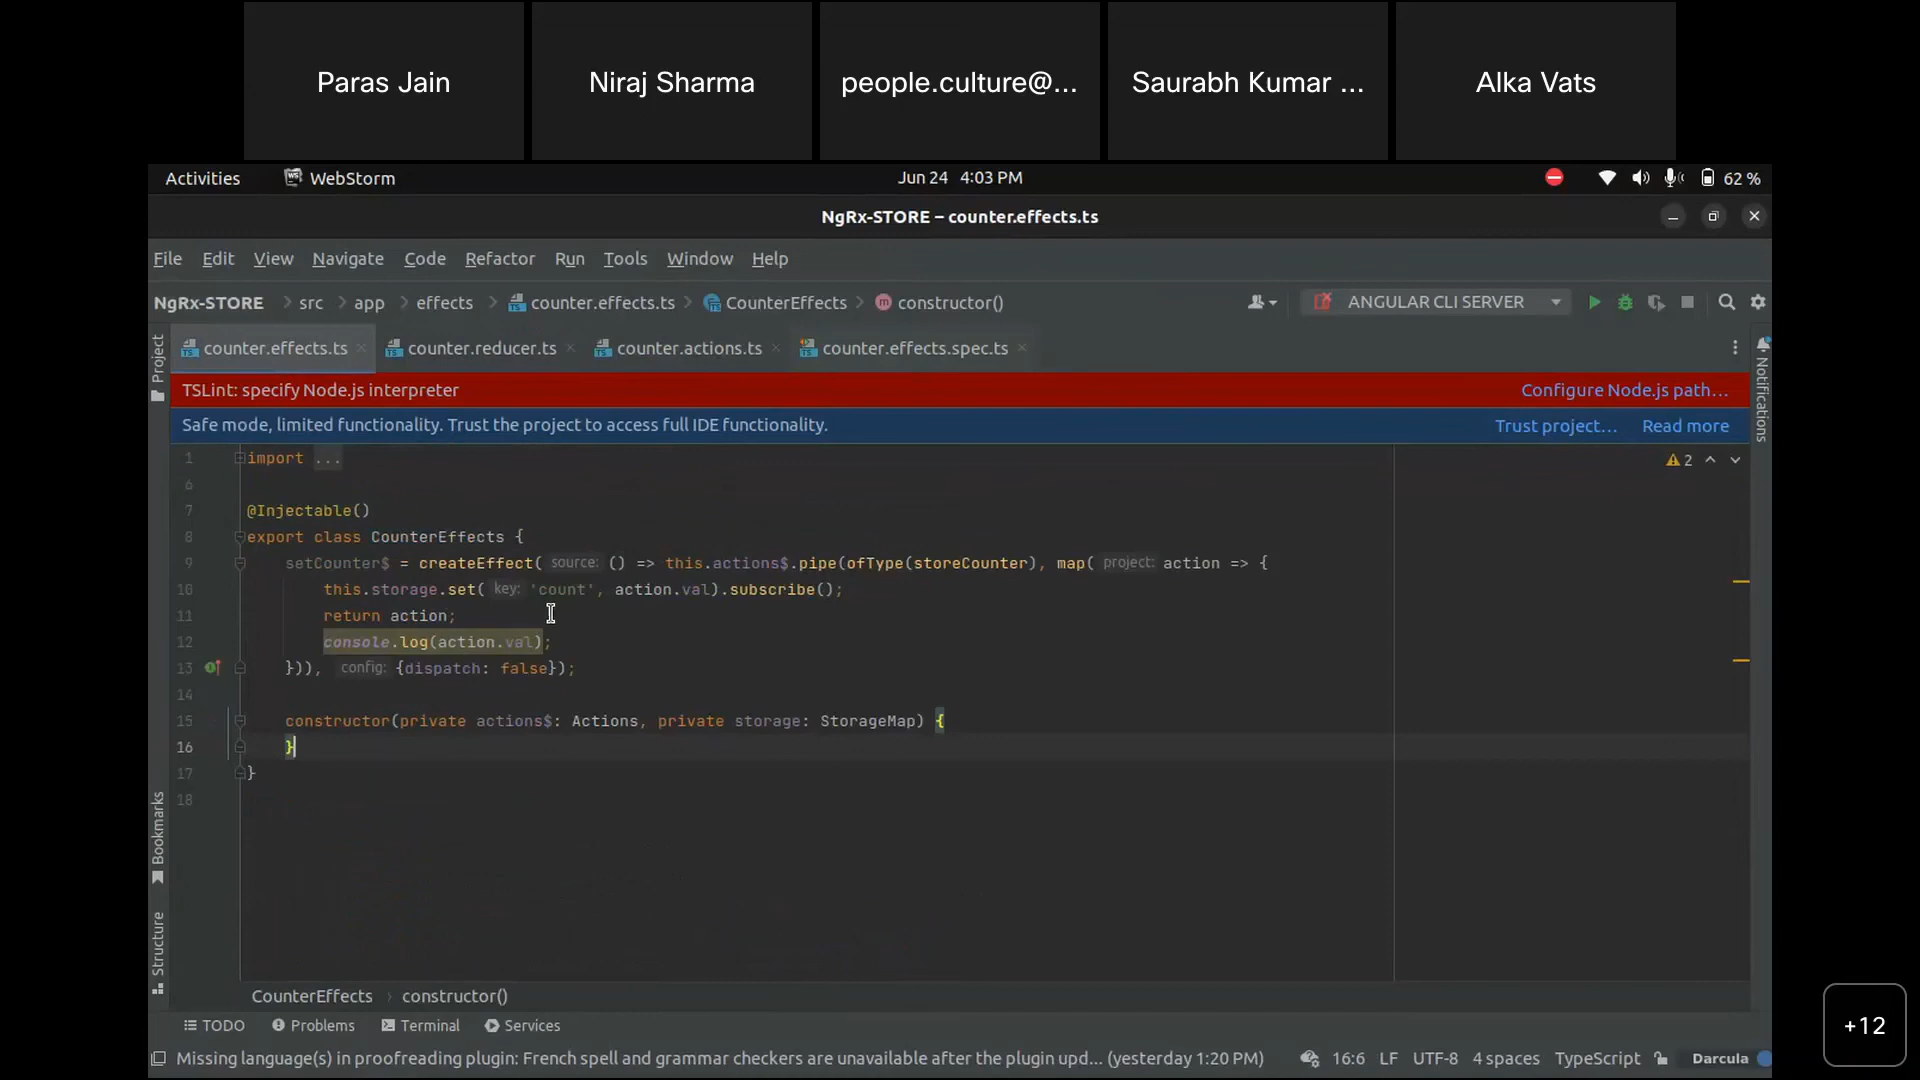 Paras Jain
Niraj Sharma
people.culture@...
Saurabh Kumar ...
Alka Vats
Activities WebStorm Jun 24 4:03 PM 62 %
NgRx-STORE – counter.effects.ts
File Edit View Navigate Code Refactor Run Tools Window Help
NgRx-STORE src app effects counter.effects.ts CounterEffects constructor() ANGULAR CLI SERVER
counter.effects.ts counter.reducer.ts counter.actions.ts counter.effects.spec.ts
Project
Notifications
TSLint: specify Node.js interpreter Configure Node.js path...
Safe mode, limited functionality. Trust the project to access full IDE functionality. Trust project... Read more
1 import ... 2
6
7 @Injectable()
8 export class CounterEffects {
9 setCounter$ = createEffect( source: () => this.actions$.pipe(ofType(storeCounter), map( project: action => {
10 this.storage.set( key: 'count', action.val).subscribe();
11 return action;
12 console.log(action.val);
13 })), config: {dispatch: false});
14
15 constructor(private actions$: Actions, private storage: StorageMap) {
16 }
17 }
18
Bookmarks
Structure
CounterEffects constructor()
TODO Problems Terminal Services
Missing language(s) in proofreading plugin: French spell and grammar checkers are unavailable after the plugin upd... (yesterday 1:20 PM) 16:6 LF UTF-8 4 spaces TypeScript Darcula
+12